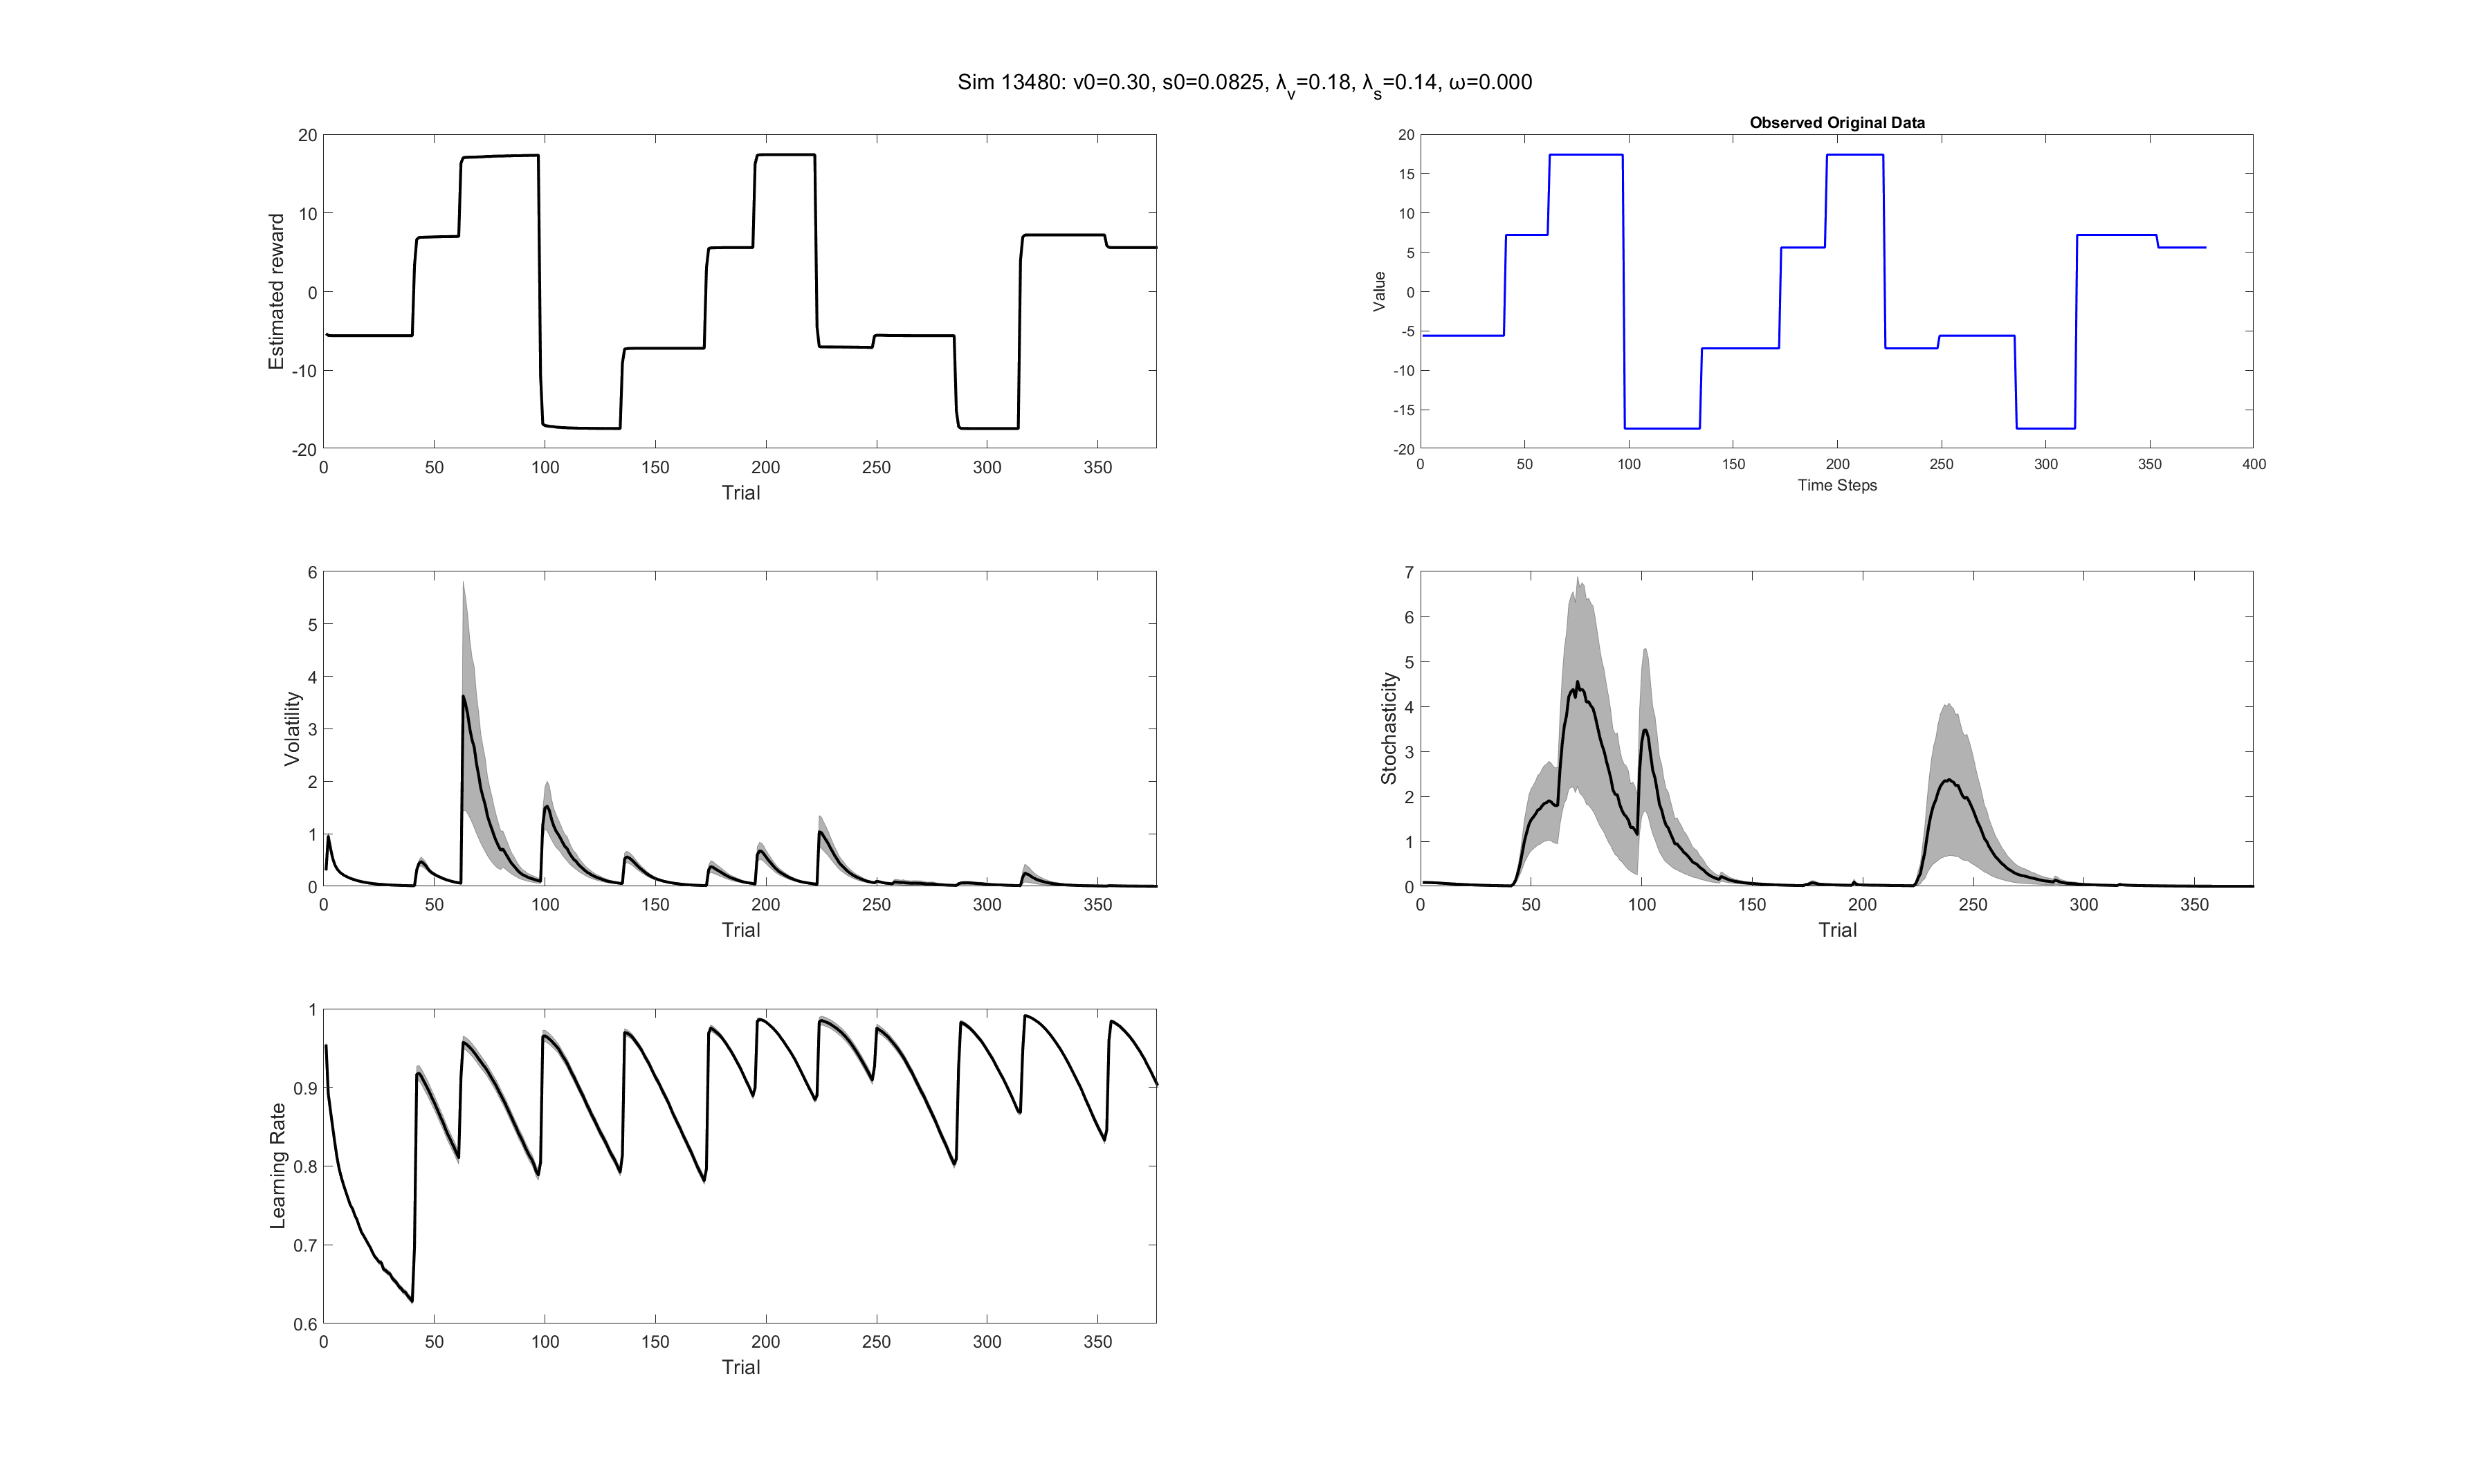 Sim 13480: v0=0.30, s0=0.0825, λv=0.18, λs=0.14, ω=0.000
20
10
0
-10
-20
Estimated reward
0 50 100 150 200 250 300 350
Trial
Observed Original Data
20
15
10
5
0
-5
-10
-15
-20
Value
0 50 100 150 200 250 300 350 400
Time Steps
6
5
4
3
2
1
0
Volatility
0 50 100 150 200 250 300 350
Trial
7
6
5
4
3
2
1
0
Stochasticity
0 50 100 150 200 250 300 350
Trial
1
0.9
0.8
0.7
0.6
Learning Rate
0 50 100 150 200 250 300 350
Trial